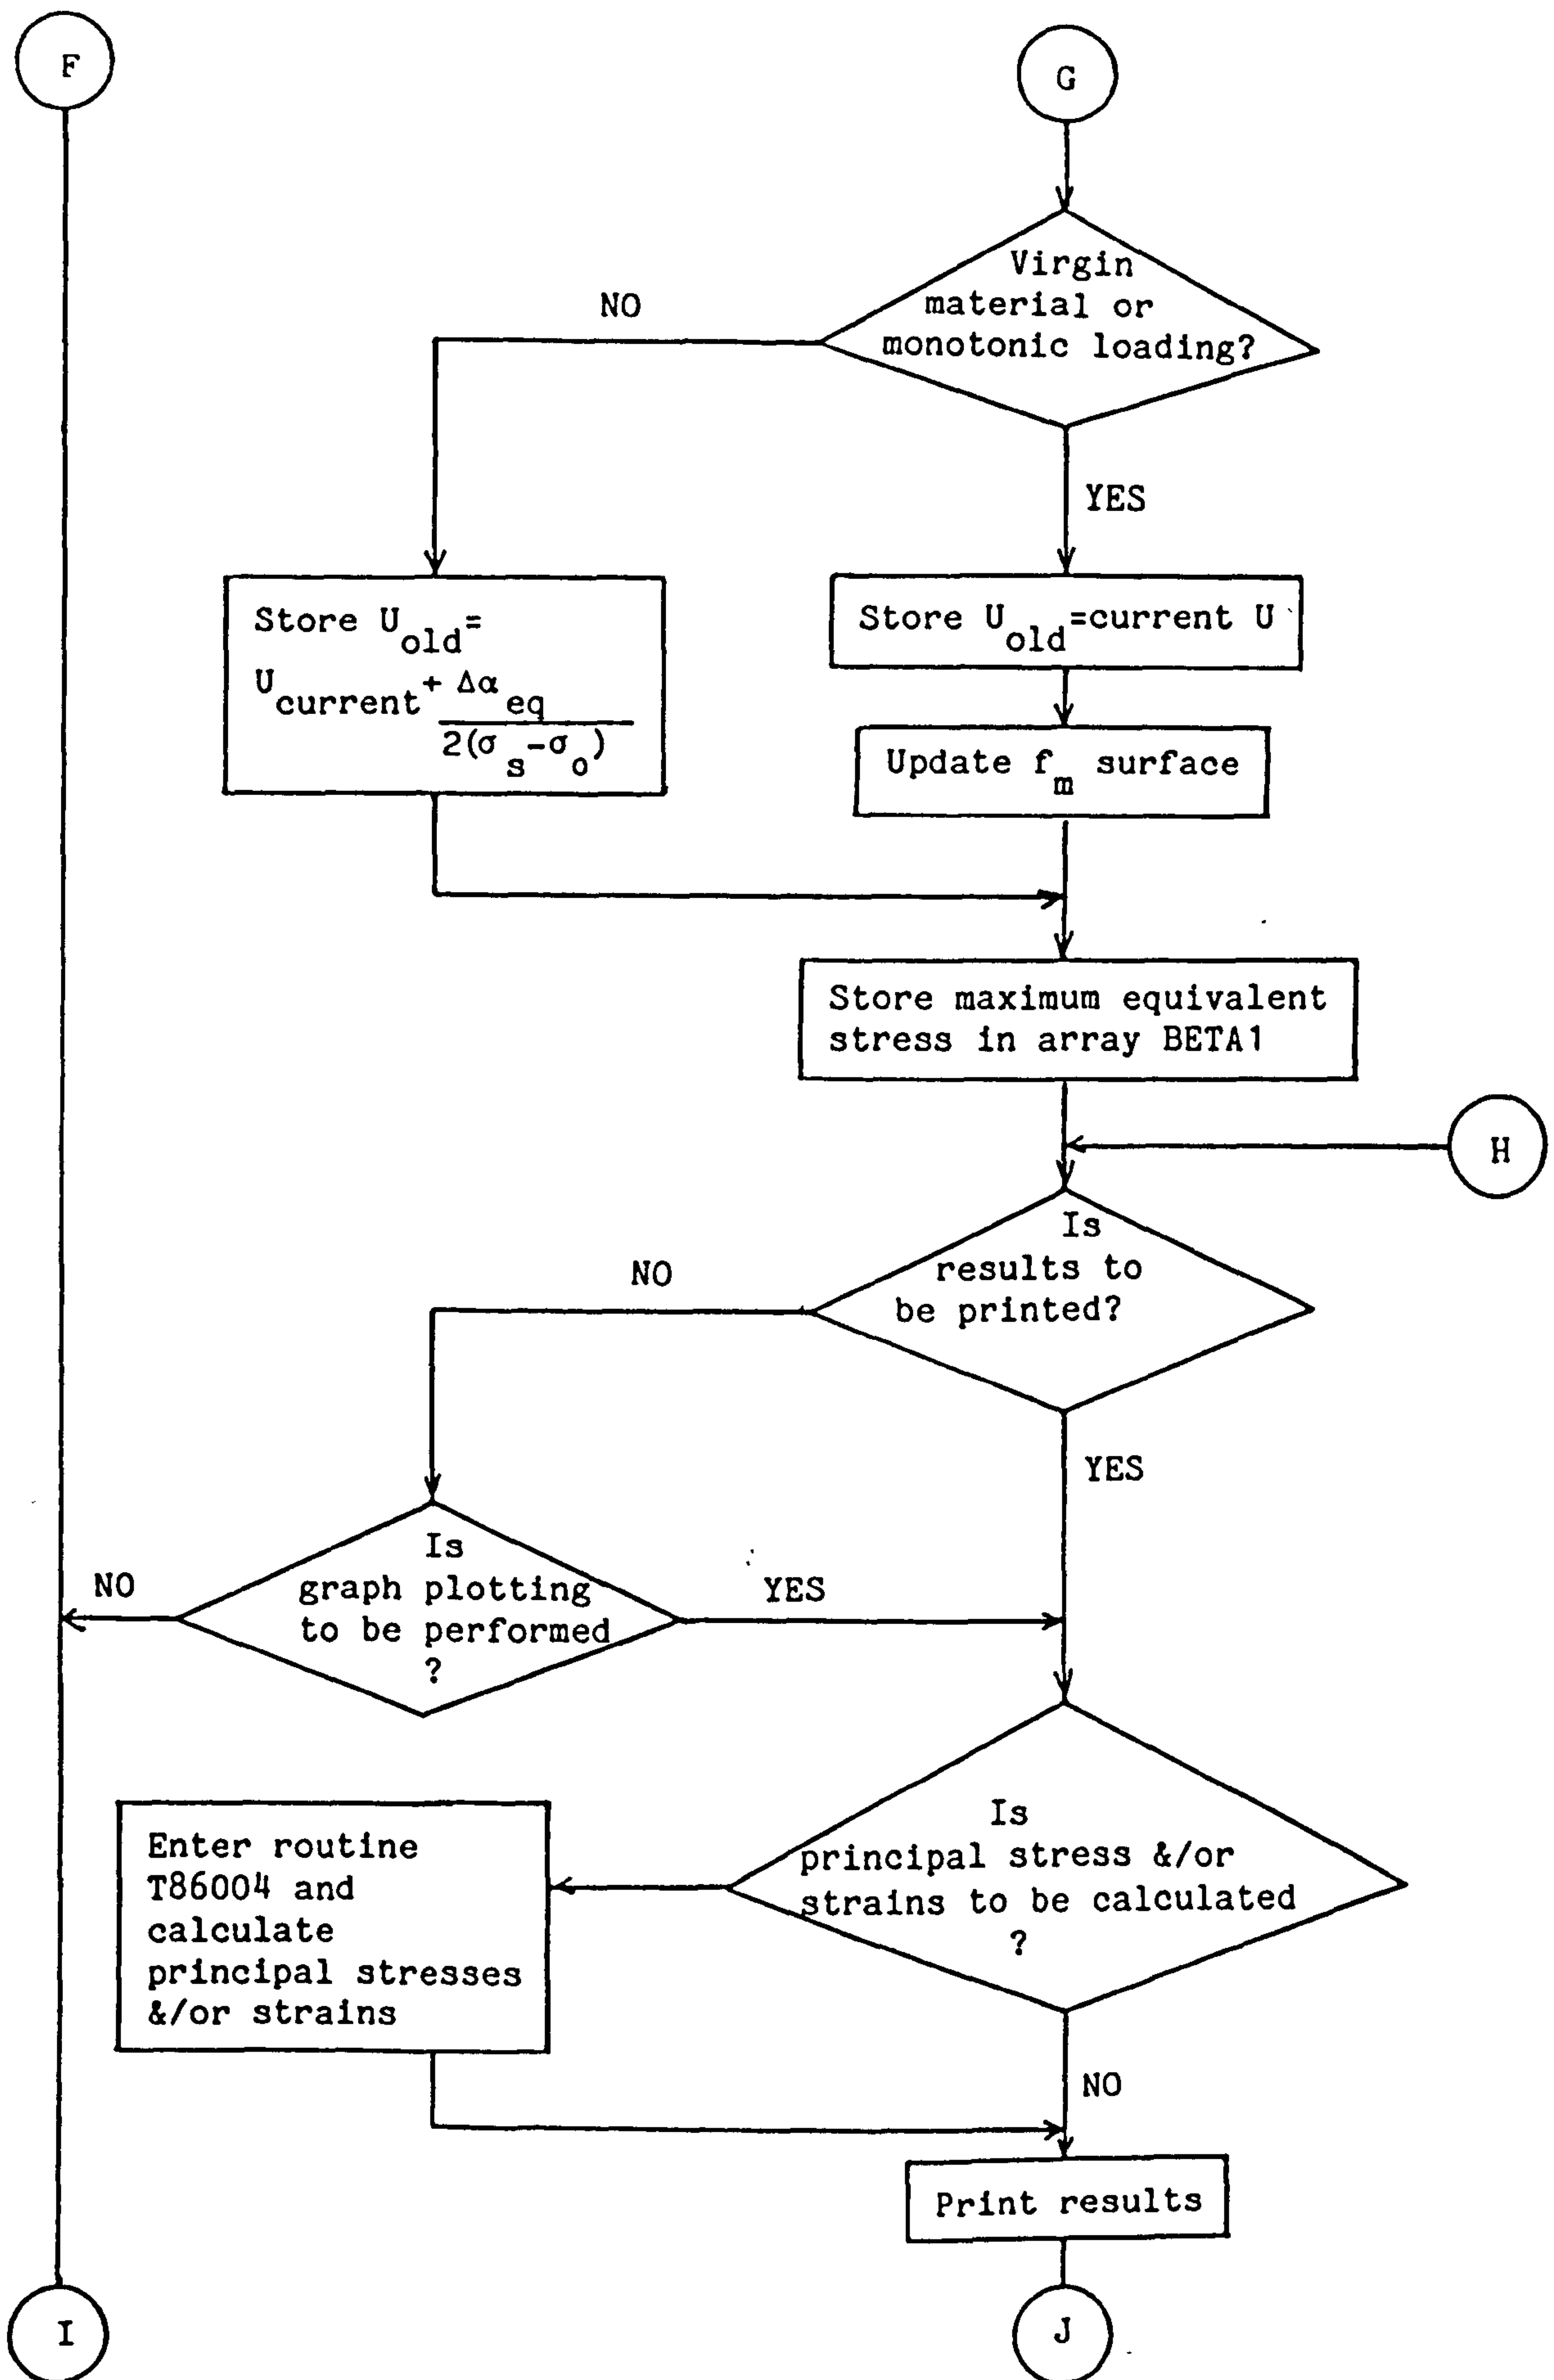 F
G
Virgin
material or
monotonic loading?
NO
YES
Store U_old=
U_current + Δα_eq
2(σ_s-σ_o)
Store U_old=current U
Update f_m surface
Store maximum equivalent
stress in array BETA1
H
Is
results to
be printed?
NO
YES
Is
graph plotting
to be performed
?
NO
YES
Is
principal stress &/or
strains to be calculated
?
Enter routine
T86004 and
calculate
principal stresses
&/or strains
NO
Print results
I
J